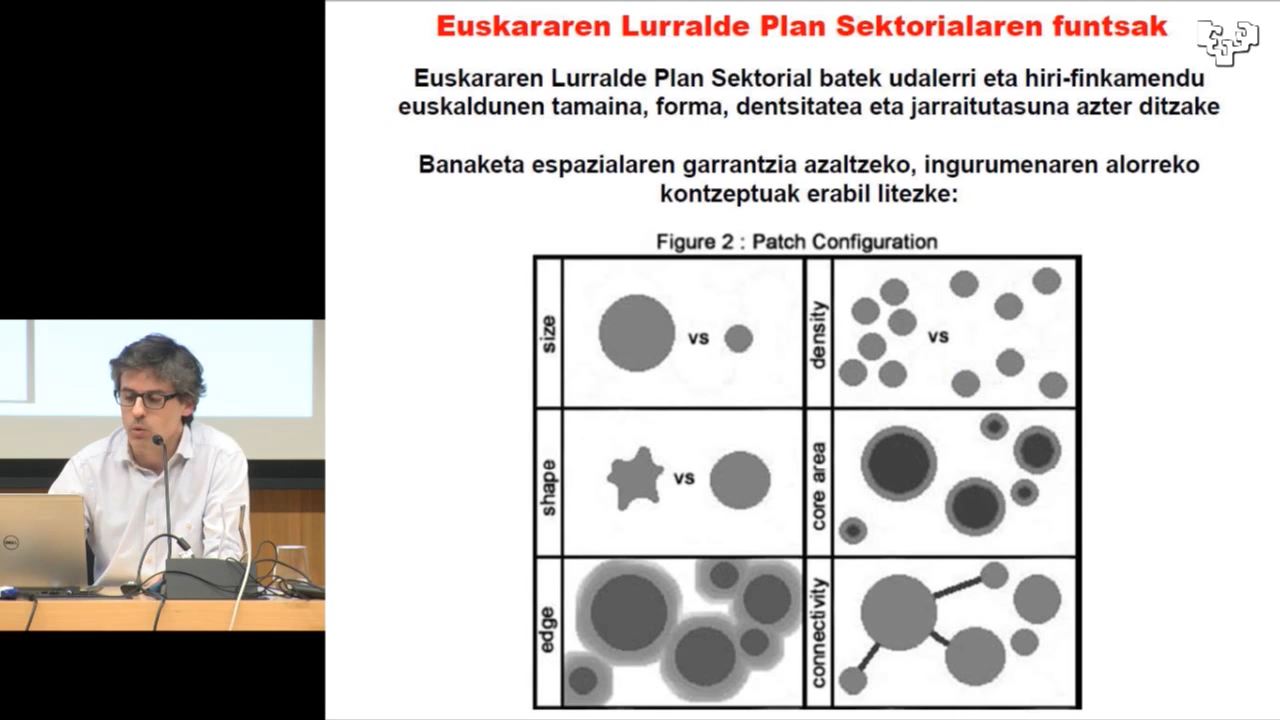 Euskararen Lurralde Plan Sektorialaren funtsak
Euskararen Lurralde Plan Sektorial batek udalerri eta hiri-finkamendu
euskaldunen tamaina, forma, dentsitatea eta jarraitutasuna azter ditzake
Banaketa espazialaren garrantzia azaltzeko, ingurumenaren alorreko
kontzeptuak erabil litezke:
Figure 2 : Patch Configuration
size
vs
density
vs
shape
vs
core area
edge
connectivity
DELL